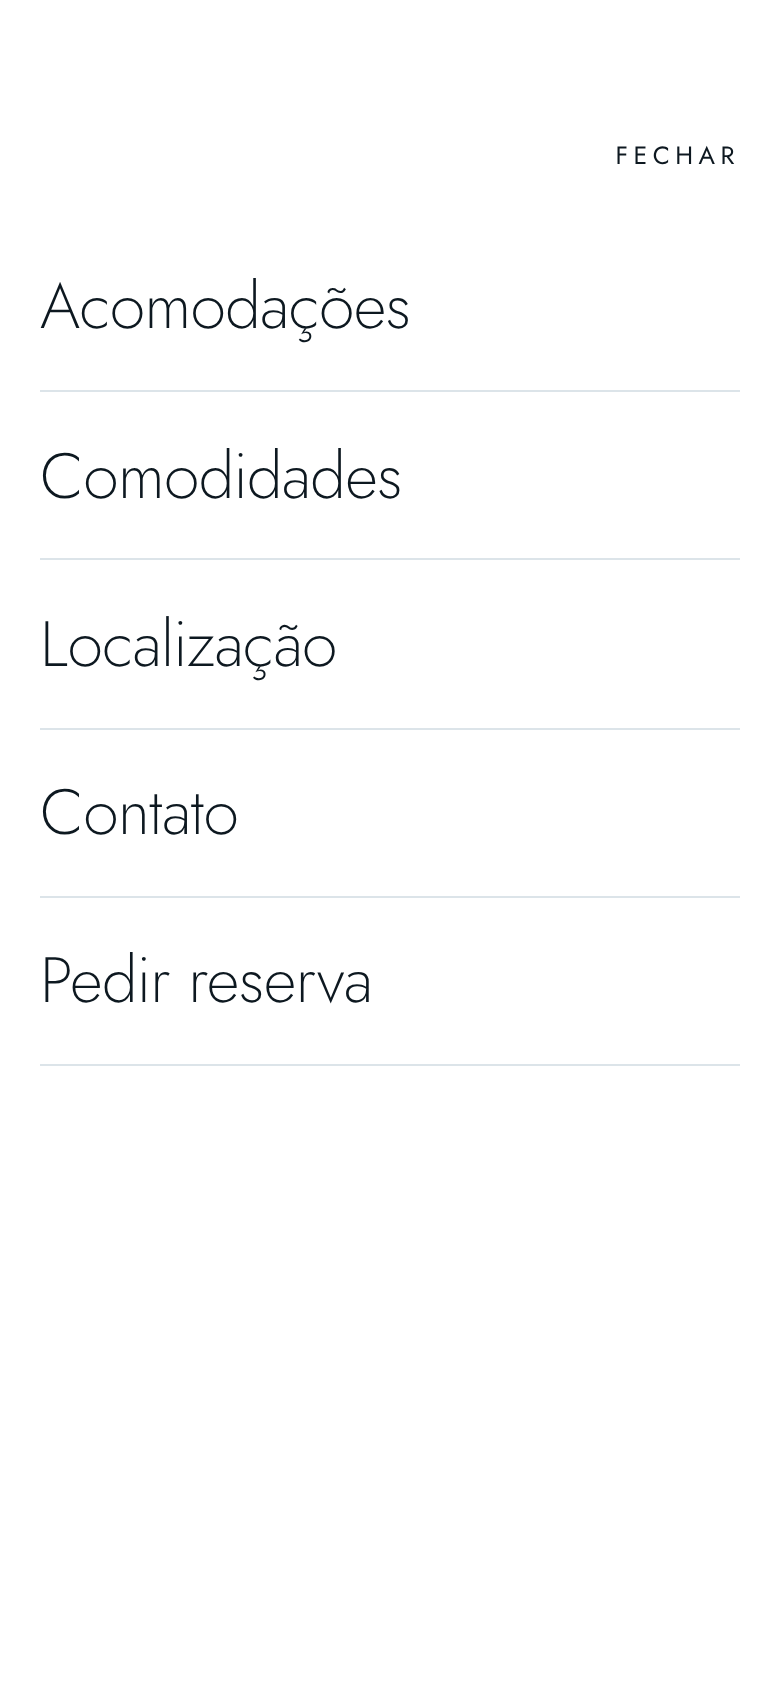 FECHAR
Acomodações
Comodidades
Localização
Contato
Pedir reserva